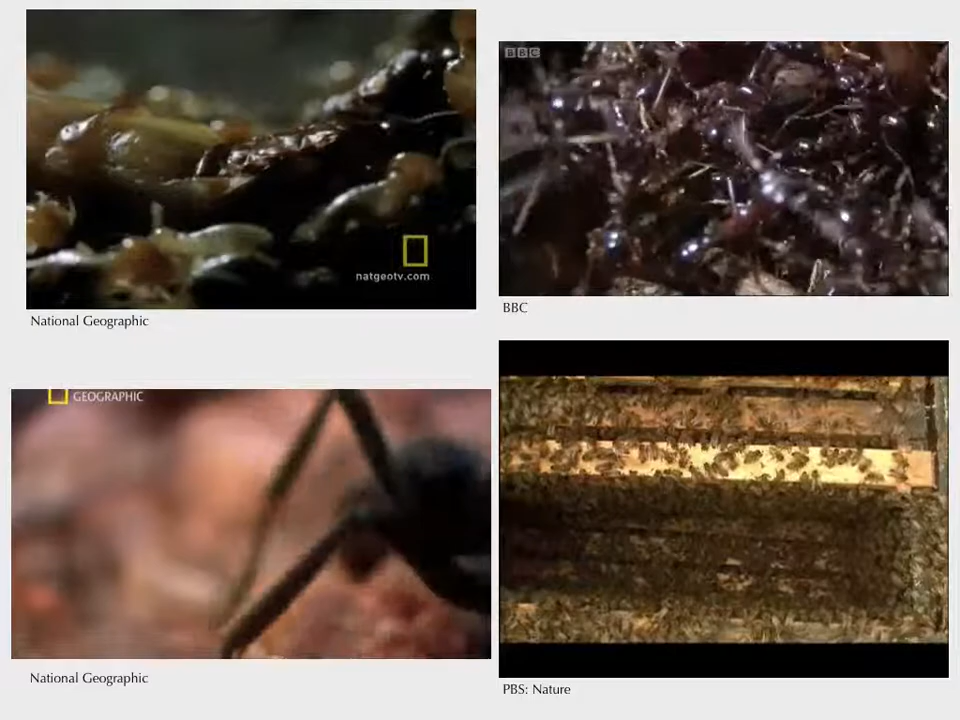 BBC
natgeotv.com
National Geographic
BBC
GEOGRAPHIC
National Geographic
PBS: Nature